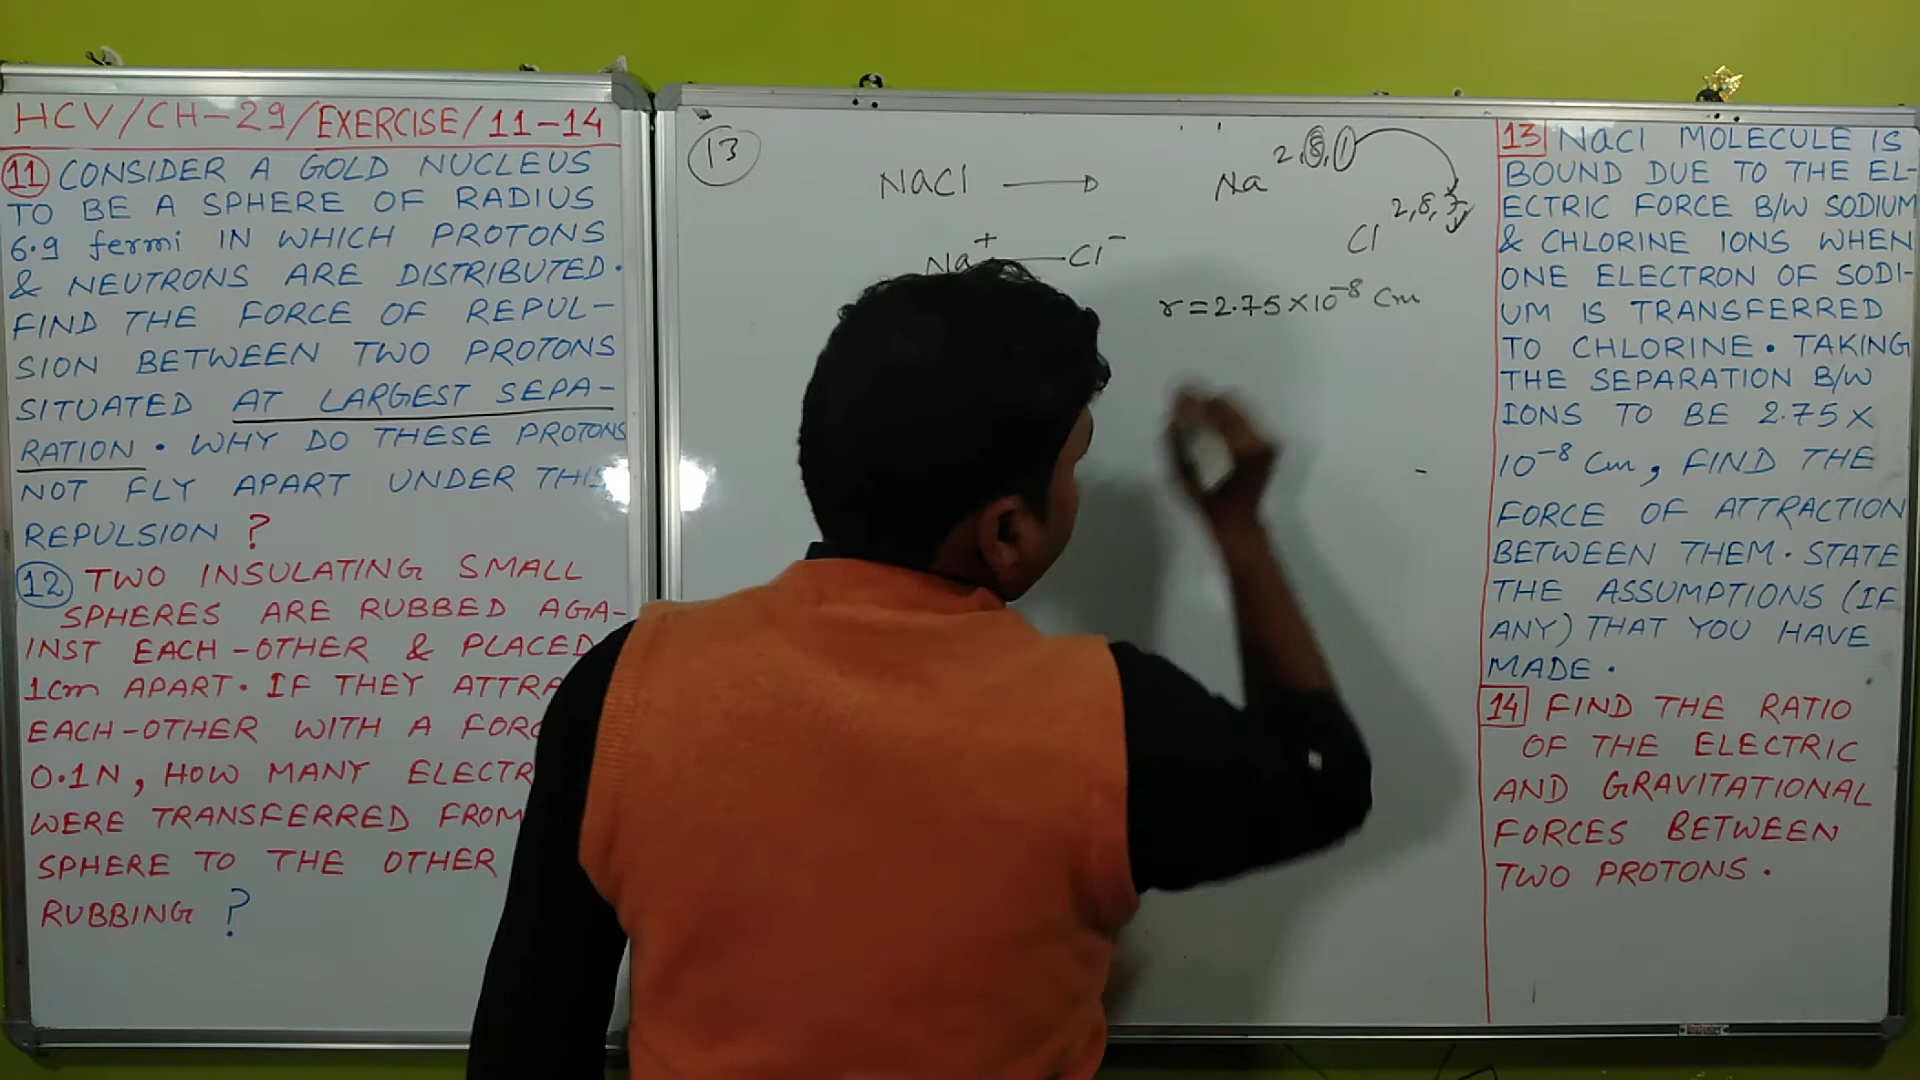 HCV/CH-29/EXERCISE/11-14
11 CONSIDER A GOLD NUCLEUS
TO BE A SPHERE OF RADIUS
6.9 fermi IN WHICH PROTONS
& NEUTRONS ARE DISTRIBUTED.
FIND THE FORCE OF REPUL-
SION BETWEEN TWO PROTONS
SITUATED AT LARGEST SEPA-
RATION. WHY DO THESE PROTONS
NOT FLY APART UNDER THIS
REPULSION ?
12 TWO INSULATING SMALL
SPHERES ARE RUBBED AGA-
INST EACH-OTHER & PLACED
1cm APART. IF THEY ATTRA
EACH-OTHER WITH A FORC
0.1N, HOW MANY ELECTR
WERE TRANSFERRED FROM
SPHERE TO THE OTHER
RUBBING ?
13
NaCl → Na 2,8,1
Cl 2,8,7
Na+ — Cl-
r = 2.75×10-8 Cm
13 NaCl MOLECULE IS
BOUND DUE TO THE EL-
ECTRIC FORCE B/W SODIUM
& CHLORINE IONS WHEN
ONE ELECTRON OF SODI-
UM IS TRANSFERRED
TO CHLORINE. TAKING
THE SEPARATION B/W
IONS TO BE 2.75×
10-8 Cm, FIND THE
FORCE OF ATTRACTION
BETWEEN THEM. STATE
THE ASSUMPTIONS (IF
ANY) THAT YOU HAVE
MADE.
14 FIND THE RATIO
OF THE ELECTRIC
AND GRAVITATIONAL
FORCES BETWEEN
TWO PROTONS.